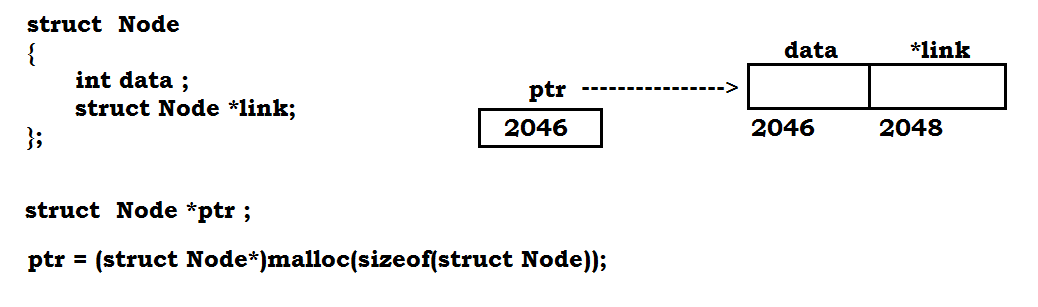 struct Node
{
int data ;
struct Node *link;
};
ptr ---------------->
2046
data *link
2046 2048
struct Node *ptr ;
ptr = (struct Node*)malloc(sizeof(struct Node));